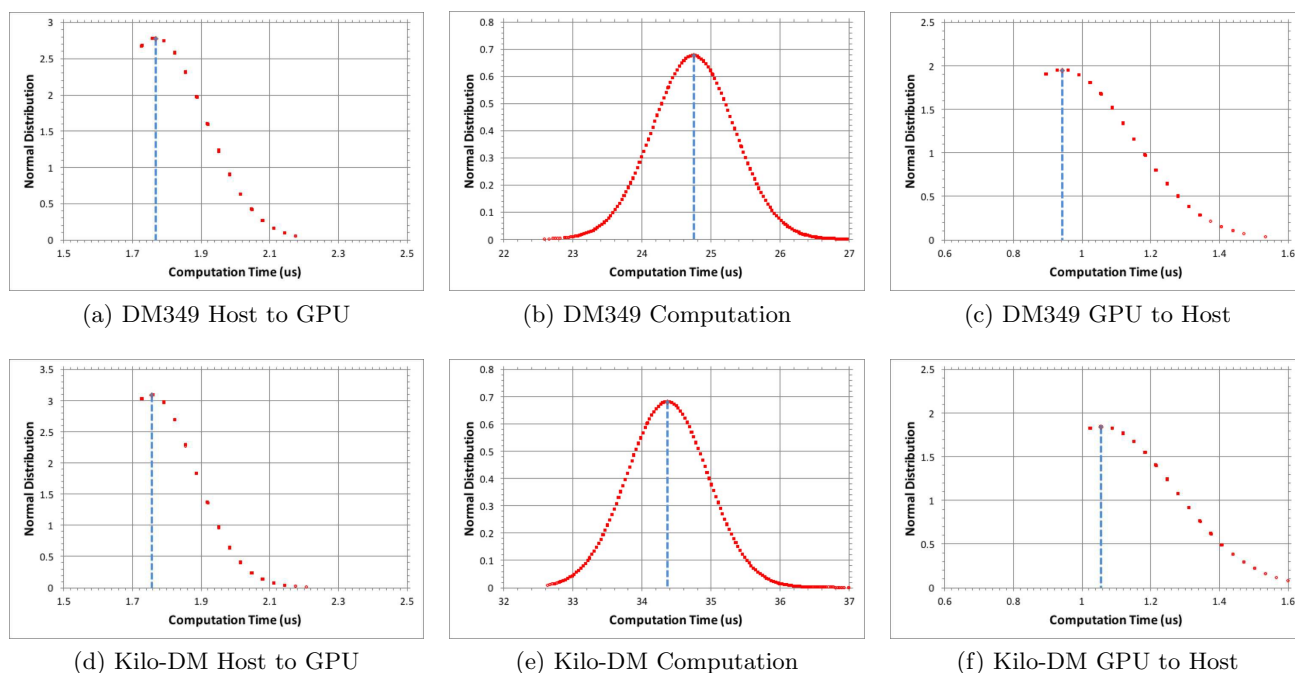 3
2.5
2
1.5
1
0.5
0
Normal Distribution
1.5 1.7 1.9 2.1 2.3 2.5
Computation Time (us)
(a) DM349 Host to GPU
0.8
0.7
0.6
0.5
0.4
0.3
0.2
0.1
0
Normal Distribution
22 23 24 25 26 27
Computation Time (us)
(b) DM349 Computation
2.5
2
1.5
1
0.5
0
Normal Distribution
0.6 0.8 1 1.2 1.4 1.6
Computation Time (us)
(c) DM349 GPU to Host
3.5
3
2.5
2
1.5
1
0.5
0
Normal Distribution
1.5 1.7 1.9 2.1 2.3 2.5
Computation Time (us)
(d) Kilo-DM Host to GPU
0.8
0.7
0.6
0.5
0.4
0.3
0.2
0.1
0
Normal Distribution
32 33 34 35 36 37
Computation Time (us)
(e) Kilo-DM Computation
2.5
2
1.5
1
0.5
0
Normal Distribution
0.6 0.8 1 1.2 1.4 1.6
Computation Time (us)
(f) Kilo-DM GPU to Host